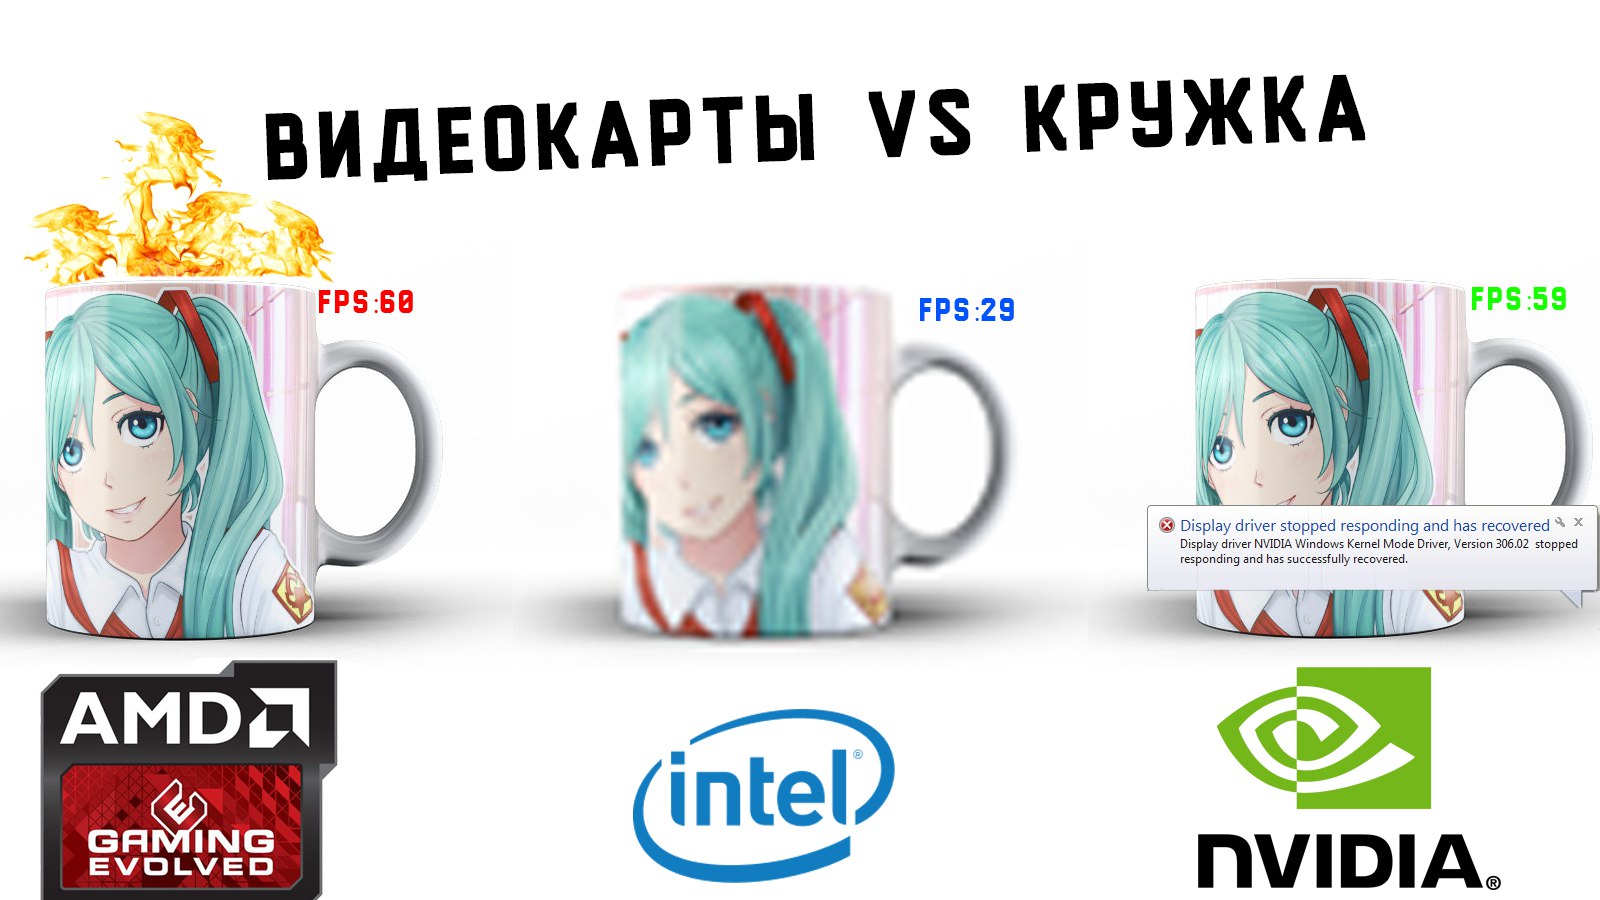 ВИДЕОКАРТЫ VS КРУЖКА
FPS:60
FPS:29
FPS:59
Display driver stopped responding and has recovered
Display driver NVIDIA Windows Kernel Mode Driver, Version 306.02 stopped
responding and has successfully recovered.
AMD
GAMING
EVOLVED
intel®
NVIDIA®